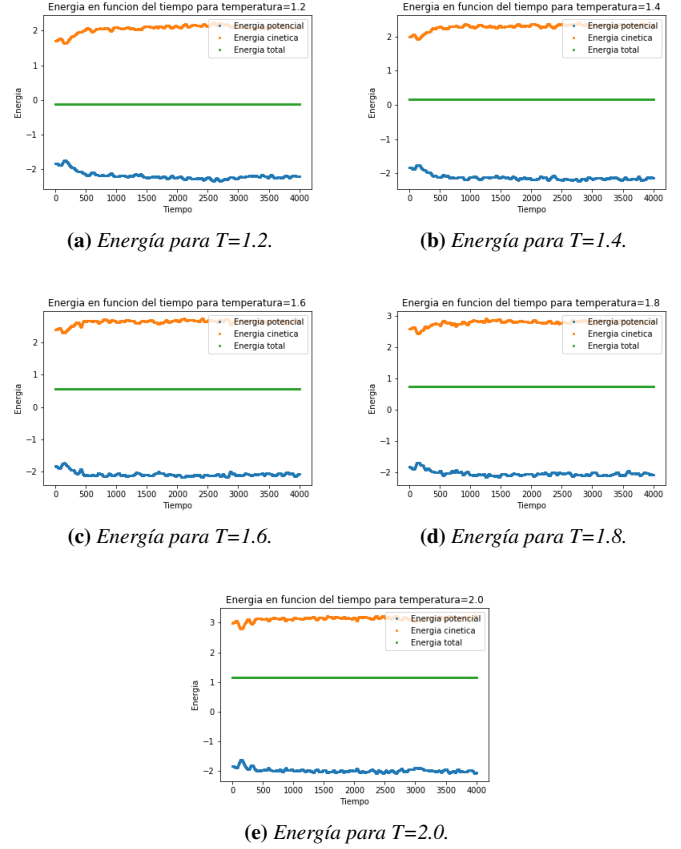 Energia en funcion del tiempo para temperatura=1.2
2
1
0
−1
−2
Energia
Energia potencial
Energia cinetica
Energia total
0 500 1000 1500 2000 2500 3000 3500 4000
Tiempo
(a) Energía para T=1.2.
Energia en funcion del tiempo para temperatura=1.4
2
1
0
−1
−2
Energia
Energia potencial
Energia cinetica
Energia total
0 500 1000 1500 2000 2500 3000 3500 4000
Tiempo
(b) Energía para T=1.4.
Energia en funcion del tiempo para temperatura=1.6
2
1
0
−1
−2
Energia
Energia potencial
Energia cinetica
Energia total
0 500 1000 1500 2000 2500 3000 3500 4000
Tiempo
(c) Energía para T=1.6.
Energia en funcion del tiempo para temperatura=1.8
3
2
1
0
−1
−2
Energia
Energia potencial
Energia cinetica
Energia total
0 500 1000 1500 2000 2500 3000 3500 4000
Tiempo
(d) Energía para T=1.8.
Energia en funcion del tiempo para temperatura=2.0
3
2
1
0
−1
−2
Energia
Energia potencial
Energia cinetica
Energia total
0 500 1000 1500 2000 2500 3000 3500 4000
Tiempo
(e) Energía para T=2.0.